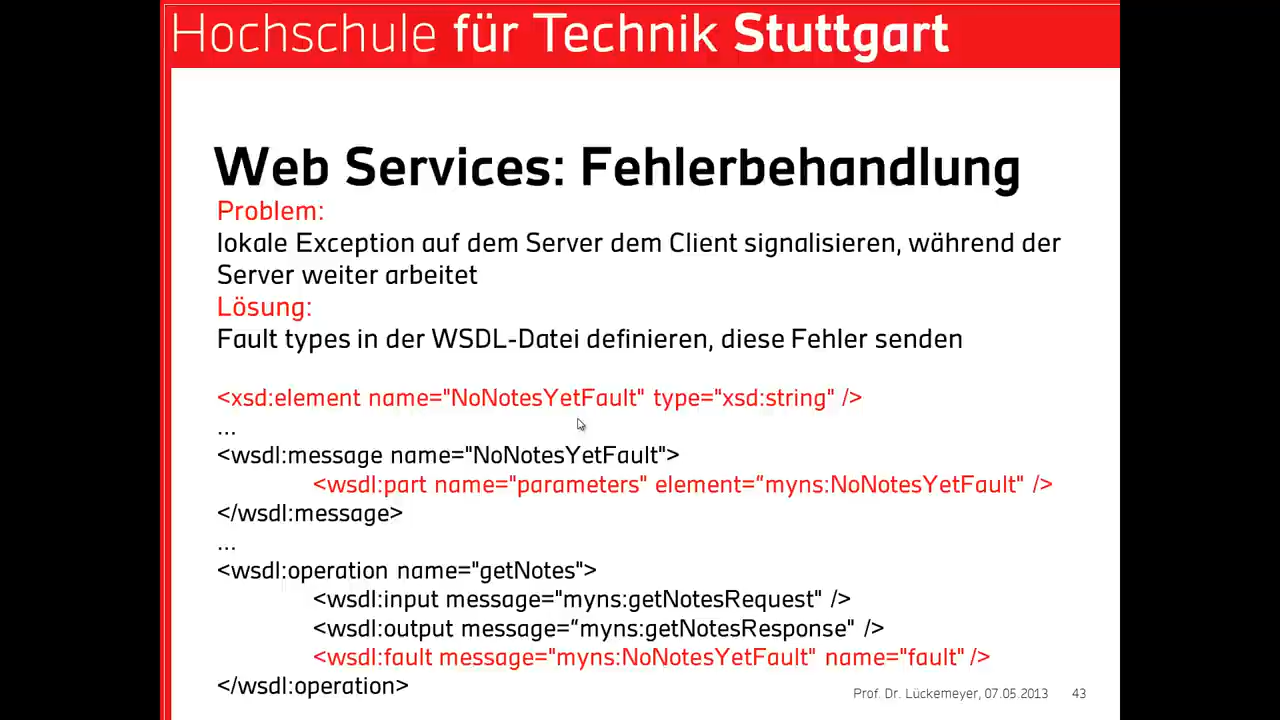 Hochschule für Technik Stuttgart
Web Services: Fehlerbehandlung
Problem:
lokale Exception auf dem Server dem Client signalisieren, während der
Server weiter arbeitet
Lösung:
Fault types in der WSDL-Datei definieren, diese Fehler senden
<xsd:element name="NoNotesYetFault" type="xsd:string" />
...
<wsdl:message name="NoNotesYetFault">
<wsdl:part name="parameters" element=“myns:NoNotesYetFault" />
</wsdl:message>
...
<wsdl:operation name="getNotes">
<wsdl:input message="myns:getNotesRequest" />
<wsdl:output message=“myns:getNotesResponse" />
<wsdl:fault message="myns:NoNotesYetFault" name="fault" />
</wsdl:operation>
Prof. Dr. Lückemeyer, 07.05.2013 43